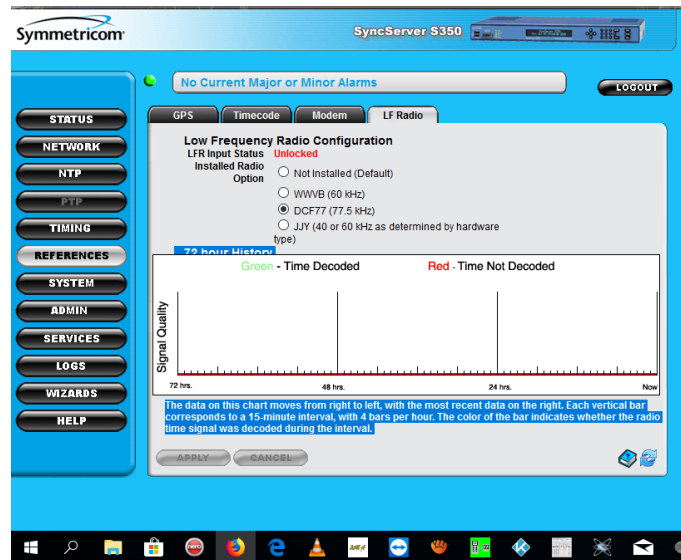 Symmetricom
SyncServer S350
No Current Major or Minor Alarms
LOGOUT
STATUS
NETWORK
NTP
PTP
TIMING
REFERENCES
SYSTEM
ADMIN
SERVICES
LOGS
WIZARDS
HELP
GPS Timecode Modem LF Radio
Low Frequency Radio Configuration
LFR Input Status Unlocked
Installed Radio Option
Not Installed (Default)
WWVB (60 kHz)
DCF77 (77.5 kHz)
JJY (40 or 60 kHz as determined by hardware
type)
72 hour History
Green - Time Decoded Red - Time Not Decoded
Signal Quality
72 hrs. 48 hrs. 24 hrs. Now
The data on this chart moves from right to left, with the most recent data on the right. Each vertical bar
corresponds to a 15-minute interval, with 4 bars per hour. The color of the bar indicates whether the radio
time signal was decoded during the interval.
APPLY CANCEL